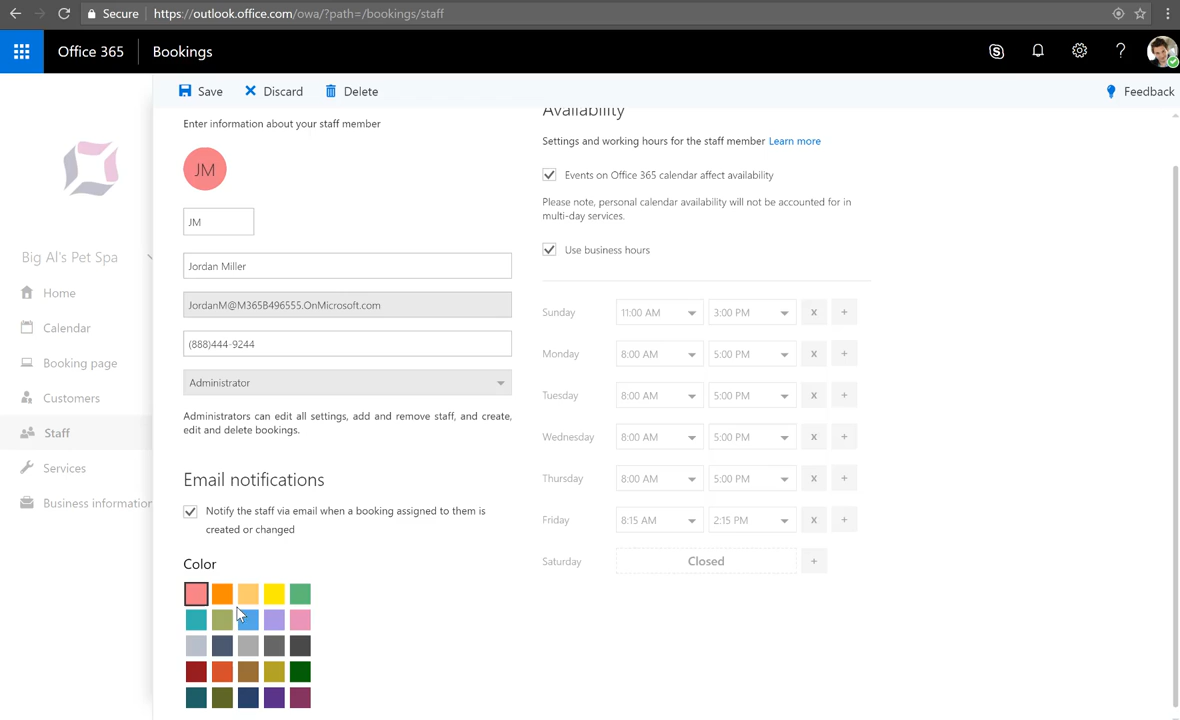 Secure https://outlook.office.com/owa/?path=/bookings/staff
Office 365 Bookings
Save Discard Delete Feedback
Enter information about your staff member
JM
JM
Jordan Miller
JordanM@M365B496555.OnMicrosoft.com
(888)444-9244
Administrator
Administrators can edit all settings, add and remove staff, and create,
edit and delete bookings.
Email notifications
Notify the staff via email when a booking assigned to them is
created or changed
Color
Availability
Settings and working hours for the staff member Learn more
Events on Office 365 calendar affect availability
Please note, personal calendar availability will not be accounted for in
multi-day services.
Use business hours
Sunday 11:00 AM 3:00 PM x +
Monday 8:00 AM 5:00 PM x +
Tuesday 8:00 AM 5:00 PM x +
Wednesday 8:00 AM 5:00 PM x +
Thursday 8:00 AM 5:00 PM x +
Friday 8:15 AM 2:15 PM x +
Saturday Closed +
Big Al's Pet Spa
Home
Calendar
Booking page
Customers
Staff
Services
Business information